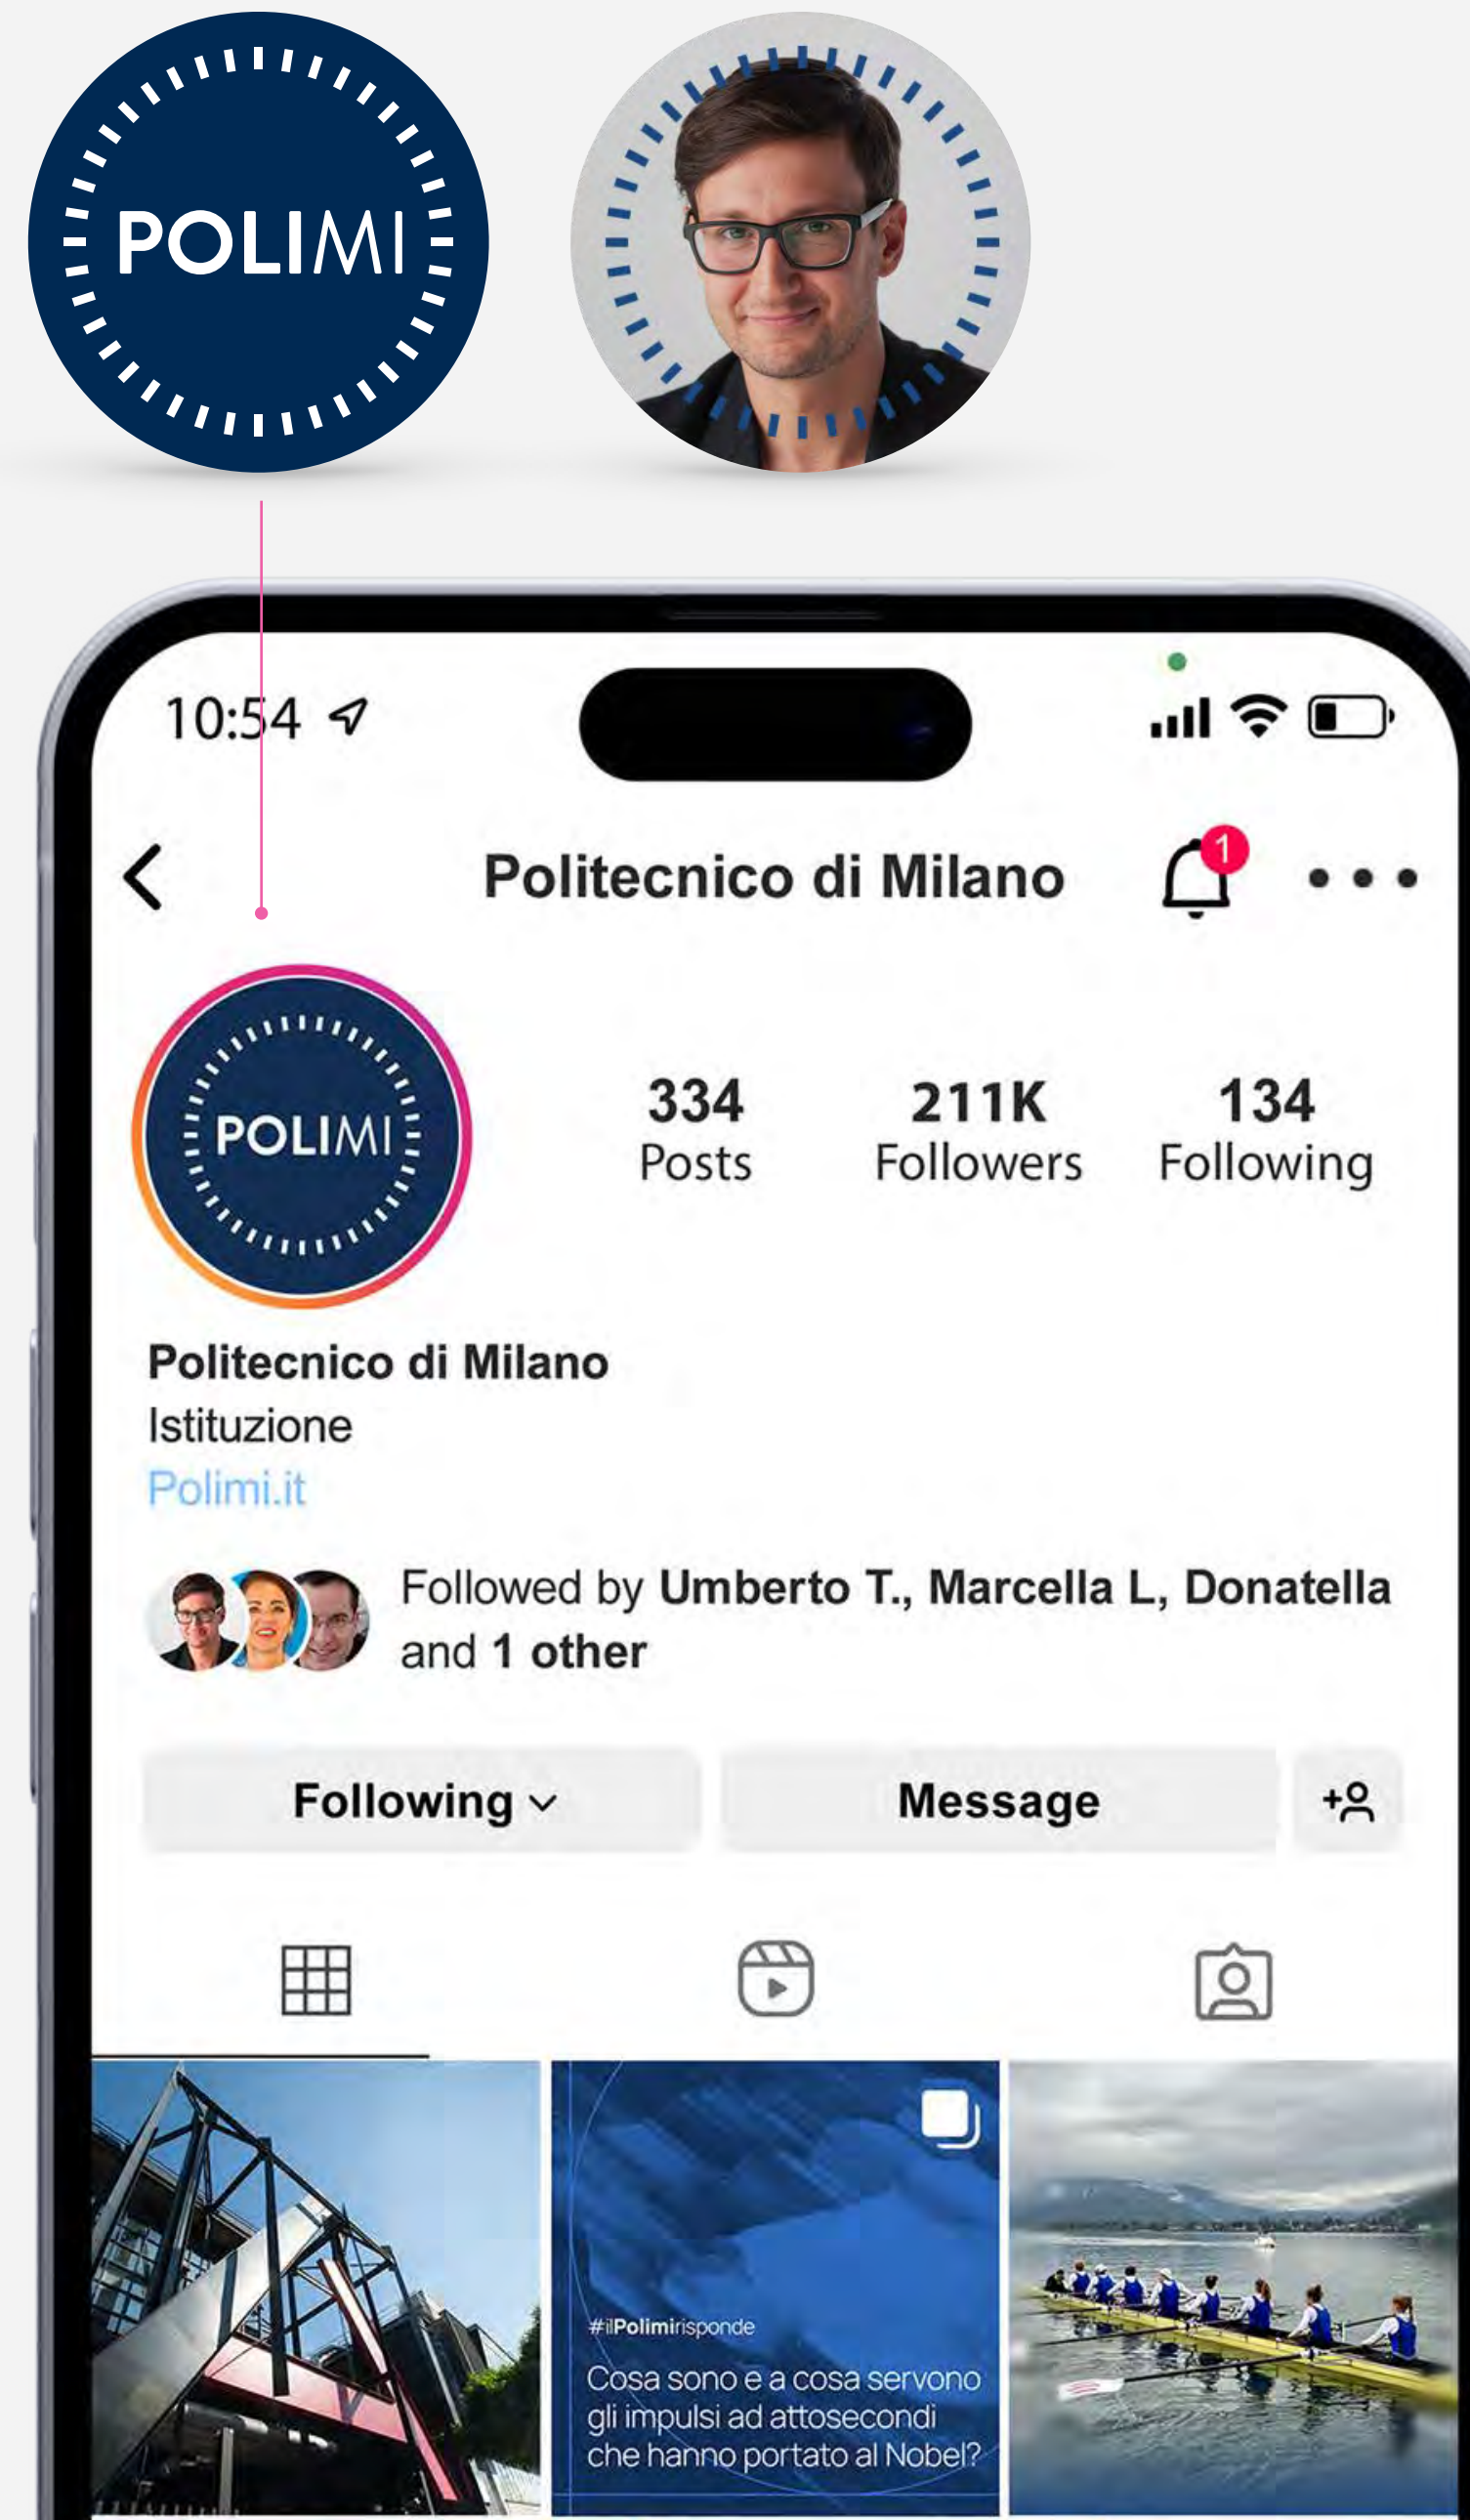 POLIMI
10:54
Politecnico di Milano
1
POLIMI
334
Posts
211K
Followers
134
Following
Politecnico di Milano
Istituzione
Polimi.it
Followed by Umberto T., Marcella L, Donatella
and 1 other
Following
Message
#ilPolimirisponde
Cosa sono e a cosa servono
gli impulsi ad attosecondi
che hanno portato al Nobel?